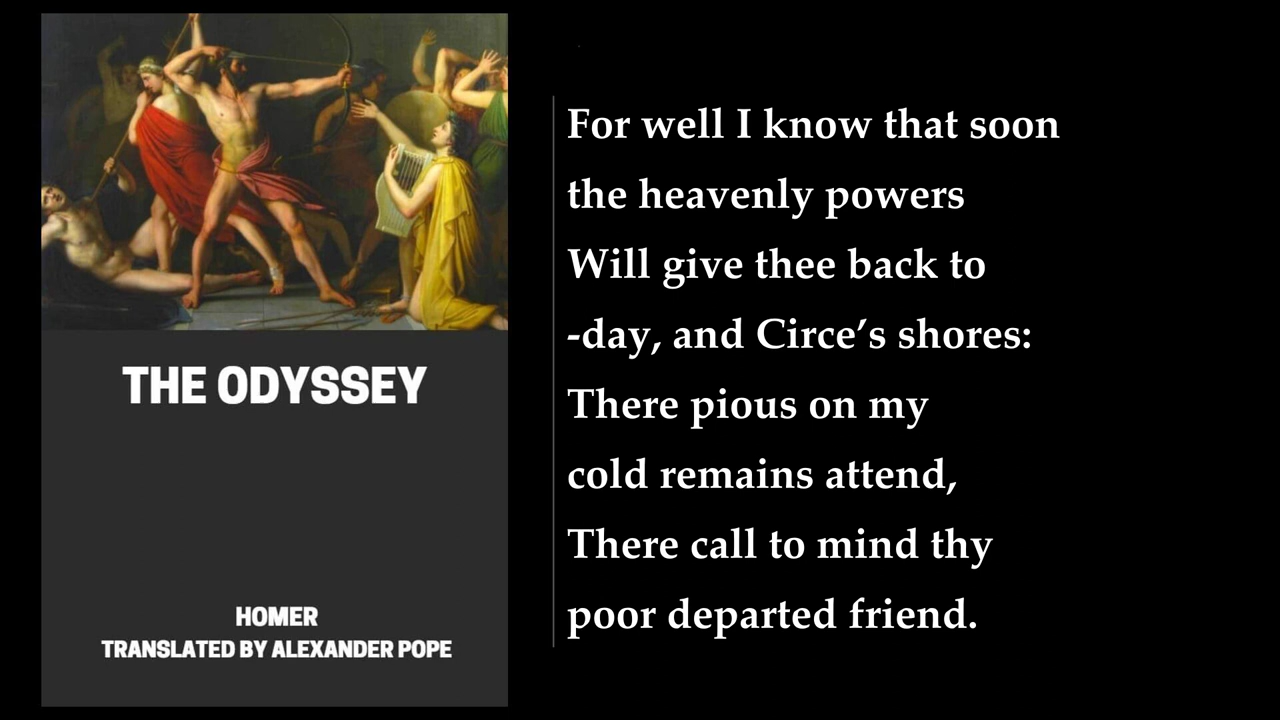 THE ODYSSEY
HOMER
TRANSLATED BY ALEXANDER POPE
For well I know that soon
the heavenly powers
Will give thee back to
-day, and Circe’s shores:
There pious on my
cold remains attend,
There call to mind thy
poor departed friend.